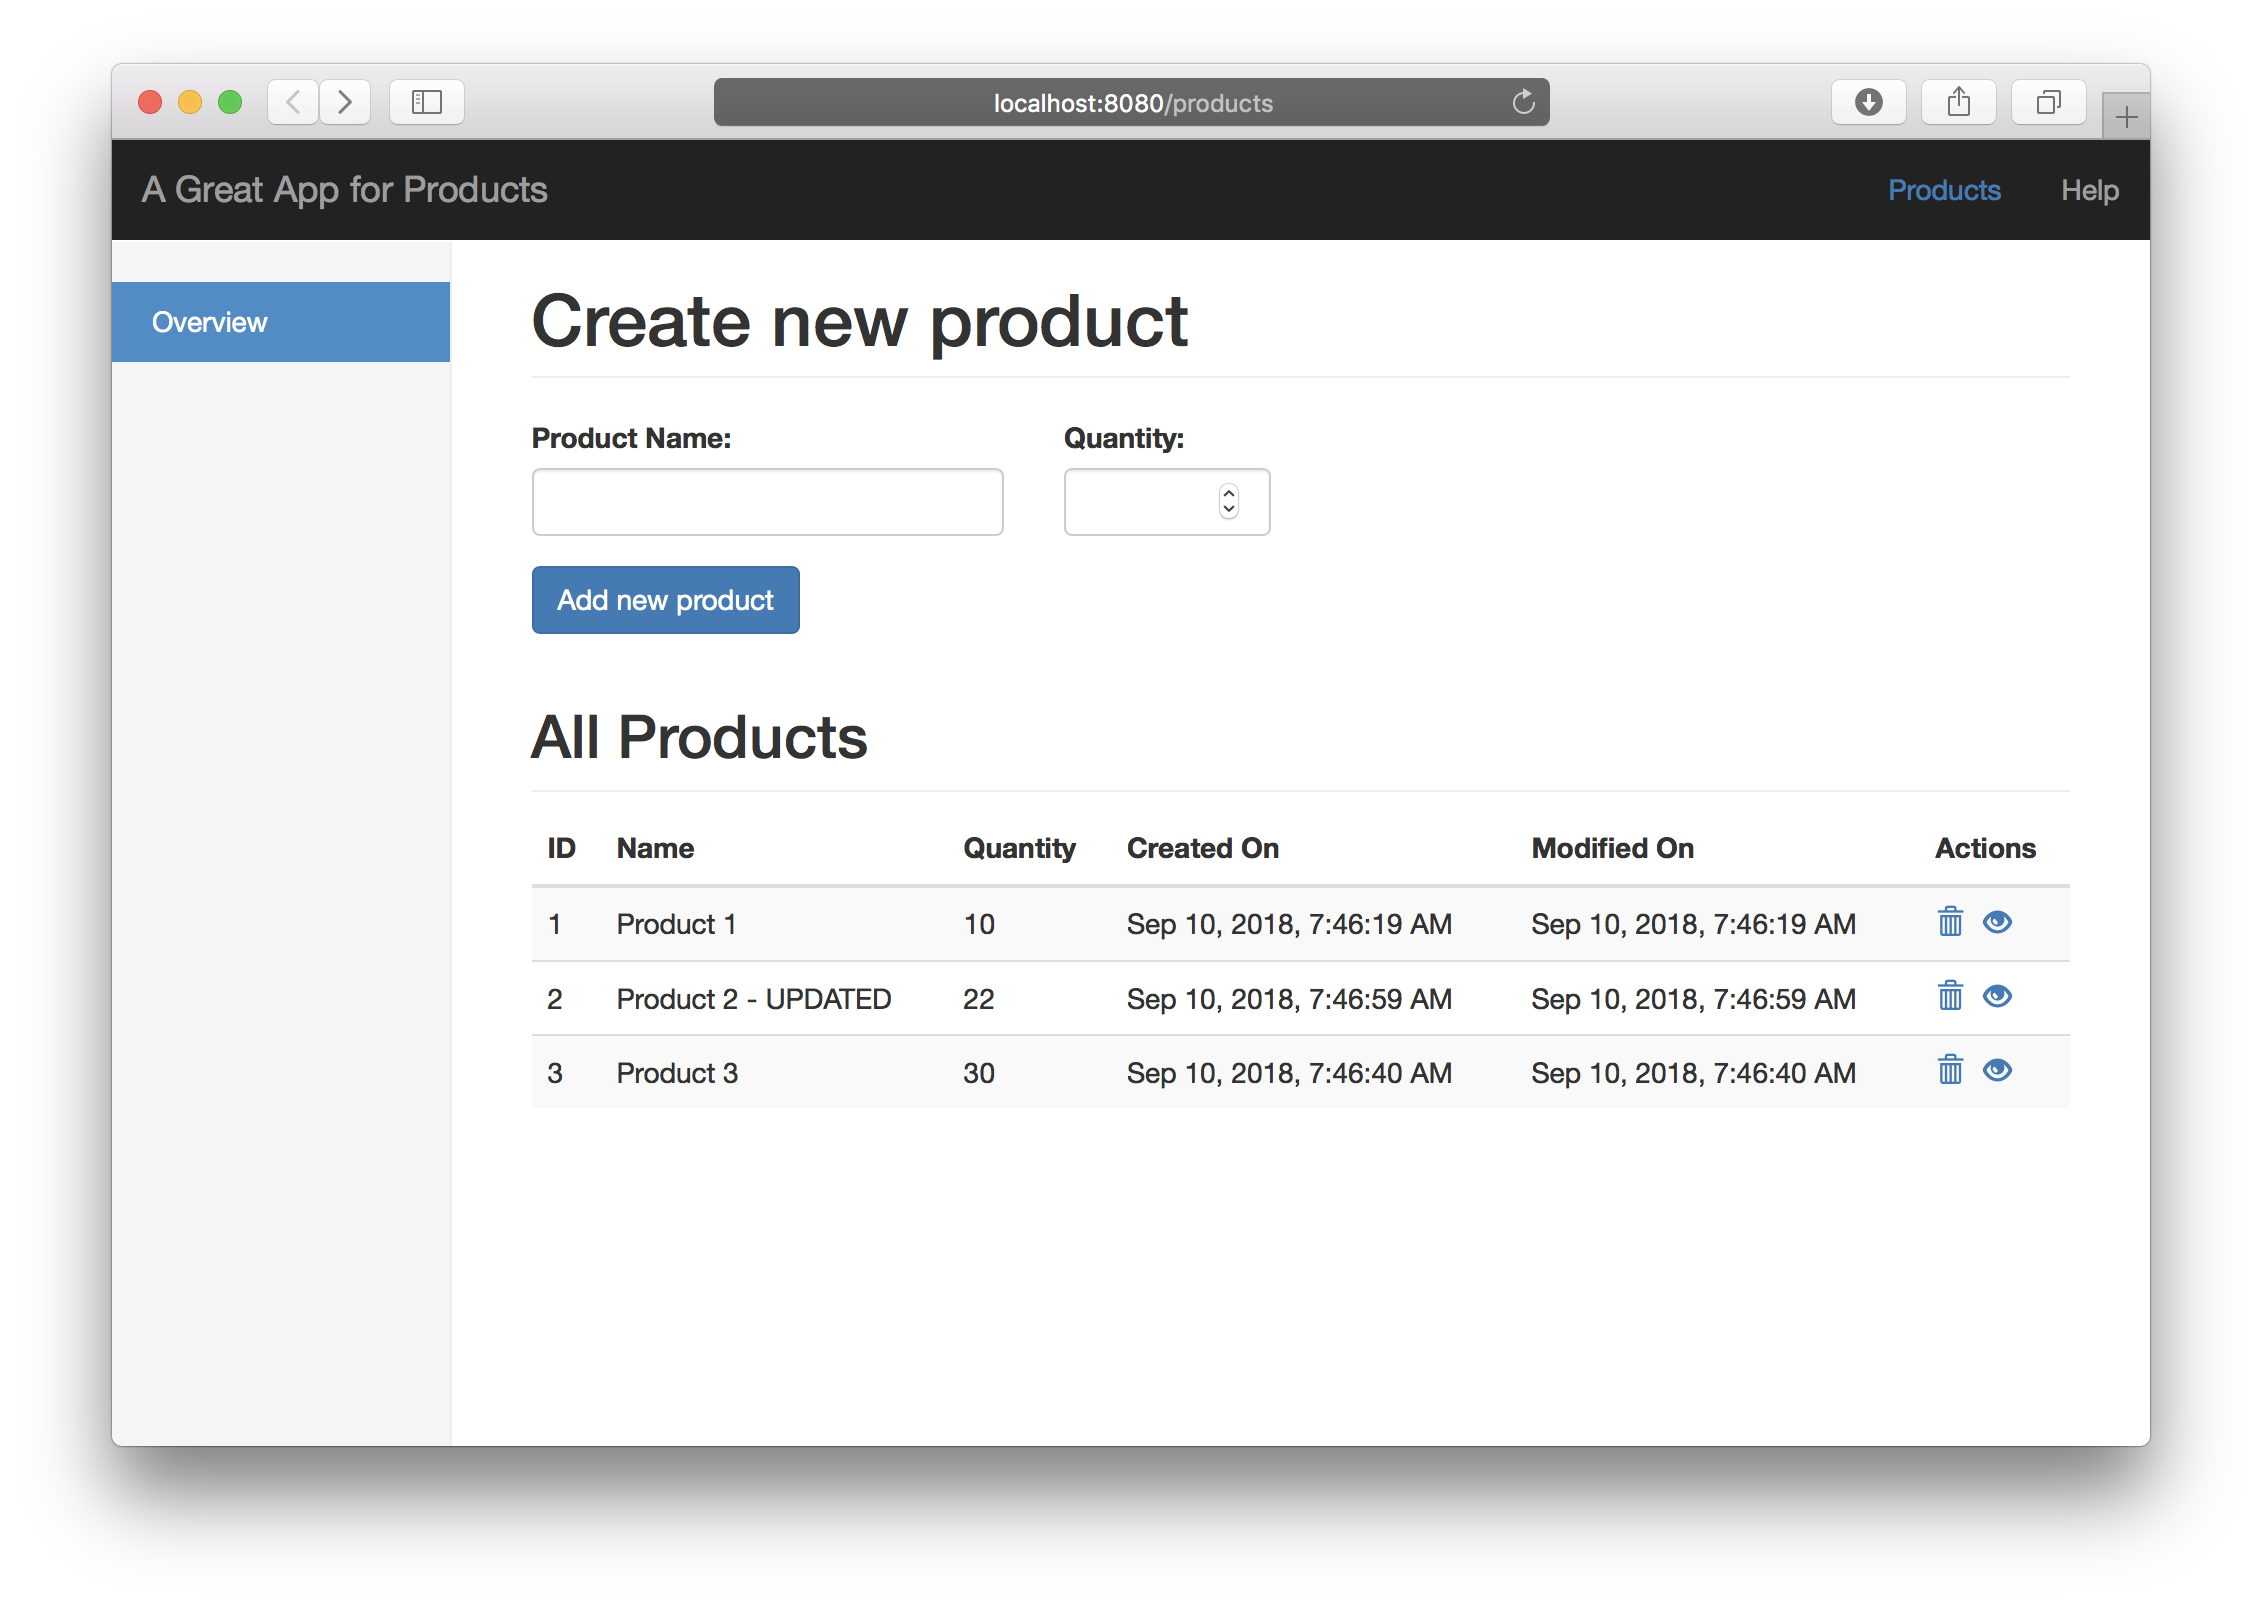 localhost:8080/products
A Great App for Products
Products
Help
Overview
Create new product
Product Name:
Quantity:
Add new product
All Products
ID Name Quantity Created On Modified On Actions
1 Product 1 10 Sep 10, 2018, 7:46:19 AM Sep 10, 2018, 7:46:19 AM
2 Product 2 - UPDATED 22 Sep 10, 2018, 7:46:59 AM Sep 10, 2018, 7:46:59 AM
3 Product 3 30 Sep 10, 2018, 7:46:40 AM Sep 10, 2018, 7:46:40 AM